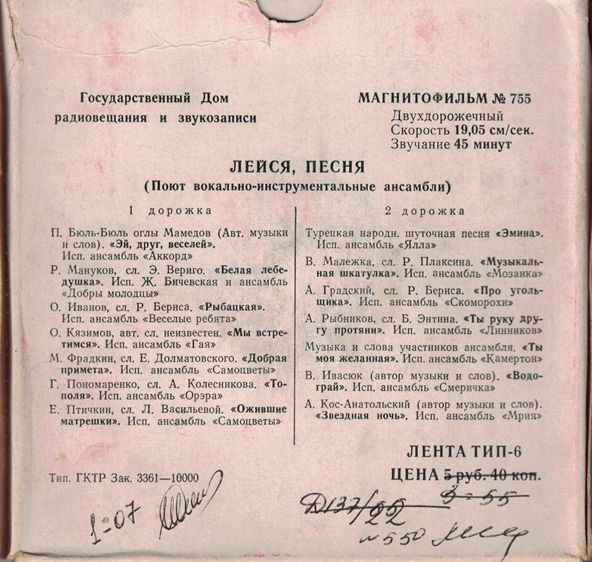 Государственный Дом
радиовещания и звукозаписи
МАГНИТОФИЛЬМ № 755
Двухдорожечный
Скорость 19,05 см/сек.
Звучание 45 минут
ЛЕЙСЯ, ПЕСНЯ
(Поют вокально-инструментальные ансамбли)
1 дорожка
П. Бюль-Бюль оглы Мамедов (Авт. музыки
и слов). «Эй, друг, веселей».
Исп. ансамбль «Аккорд»
Р. Мануков, сл. Э. Вериго. «Белая лебе-
душка». Исп. Ж. Бичевская и ансамбль
«Добры молодцы»
О. Иванов, сл. Р. Бернса. «Рыбацкая».
Исп. ансамбль «Веселые ребята»
О. Кязимов, авт. сл. неизвестен. «Мы встре-
тимся». Исп. ансамбль «Гая»
М. Фрадкин, сл. Е. Долматовского. «Добрая
примета». Исп. ансамбль «Самоцветы»
Г. Пономаренко, сл. А. Колесникова. «То-
поля». Исп. ансамбль «Орэра»
Е. Птичкин, сл. Л. Васильевой. «Ожившие
матрешки». Исп. ансамбль «Самоцветы»
2 дорожка
Турецкая народн. шуточная песня «Эмина».
Исп. ансамбль «Ялла»
В. Малежка, сл. Р. Плаксина. «Музыкаль-
ная шкатулка». Исп. ансамбль «Мозаика»
А. Градский, сл. Р. Бернса. «Про уголь-
щика». Исп. ансамбль «Скоморохи»
А. Рыбников, сл. Б. Энтина. «Ты руку дру-
гу протяни». Исп. ансамбль «Линников»
Музыка и слова участников ансамбля. «Ты
моя желанная». Исп. ансамбль «Камертон»
В. Ивасюк (автор музыки и слов). «Водо-
грай». Исп. ансамбль «Смеричка»
А. Кос-Анатольский (автор музыки и слов).
«Звездная ночь». Исп. ансамбль «Мрия»
ЛЕНТА ТИП-6
ЦЕНА 5 руб. 40 коп.
Тип. ГКТР Зак. 3361—10000
1-07
3=55
Д137/22
№550